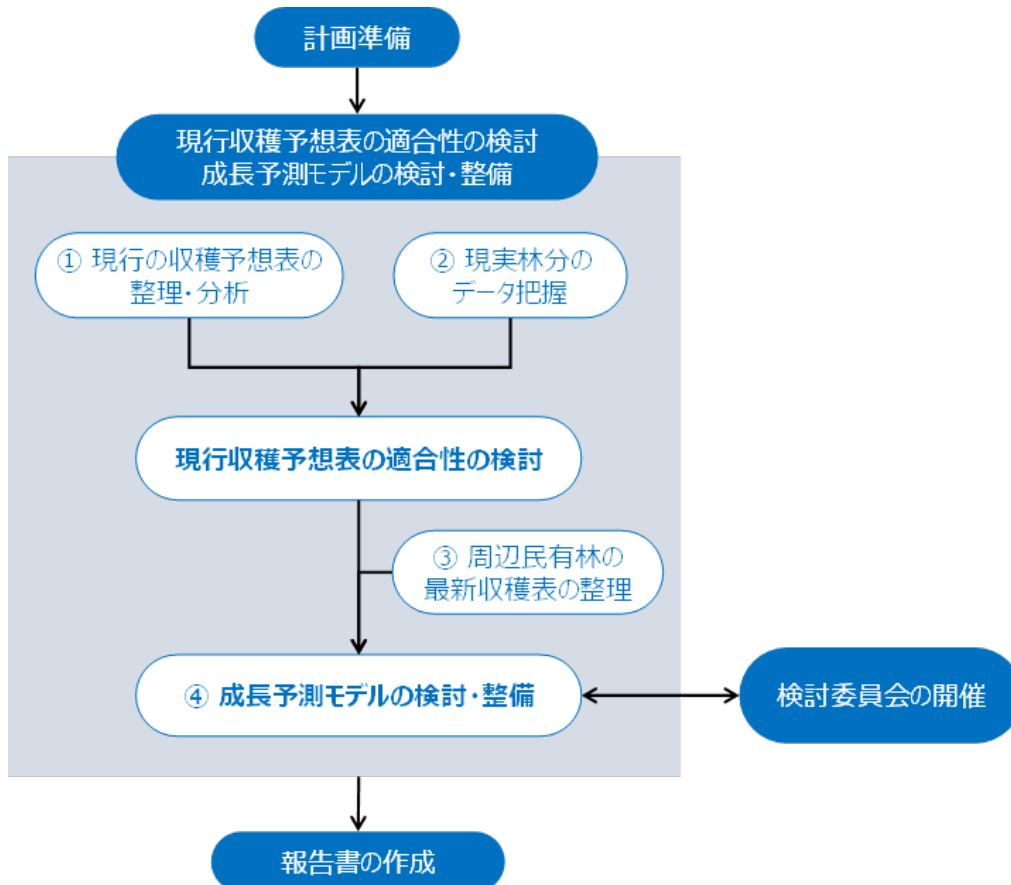 計画準備
現行収穫予想表の適合性の検討
成長予測モデルの検討・整備
① 現行の収穫予想表の
整理・分析
② 現実林分の
データ把握
現行収穫予想表の適合性の検討
③ 周辺民有林の
最新収穫表の整理
④ 成長予測モデルの検討・整備
検討委員会の開催
報告書の作成